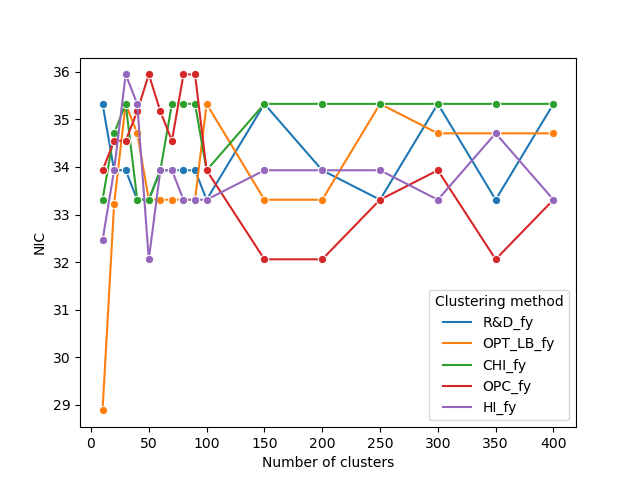 36
35
34
33
32
31
30
29
NIC
0 50 100 150 200 250 300 350 400
Number of clusters
Clustering method
R&D_fy
OPT_LB_fy
CHI_fy
OPC_fy
HI_fy